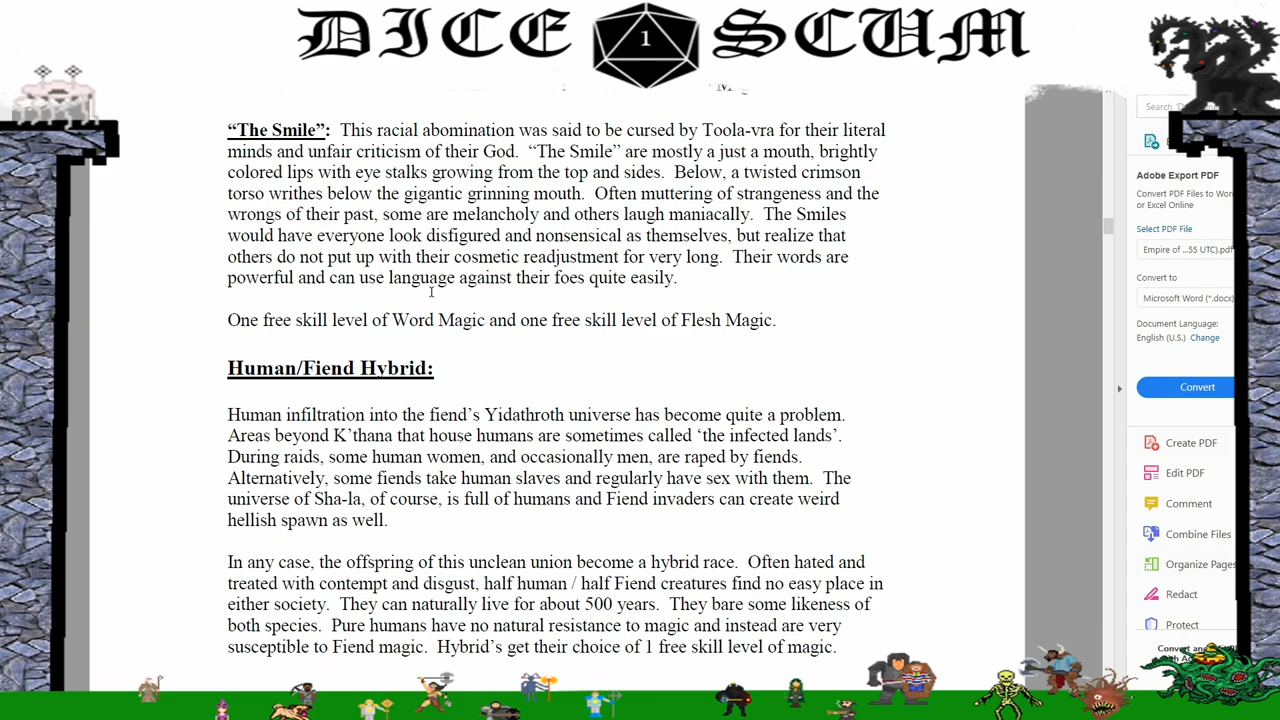 DICE 1 SCUM
"The Smile": This racial abomination was said to be cursed by Toola-vra for their literal
minds and unfair criticism of their God. "The Smile" are mostly a just a mouth, brightly
colored lips with eye stalks growing from the top and sides. Below, a twisted crimson
torso writhes below the gigantic grinning mouth. Often muttering of strangeness and the
wrongs of their past, some are melancholy and others laugh maniacally. The Smiles
would have everyone look disfigured and nonsensical as themselves, but realize that
others do not put up with their cosmetic readjustment for very long. Their words are
powerful and can use language against their foes quite easily.
One free skill level of Word Magic and one free skill level of Flesh Magic.
Human/Fiend Hybrid:
Human infiltration into the fiend's Yidathroth universe has become quite a problem.
Areas beyond K'thana that house humans are sometimes called 'the infected lands'.
During raids, some human women, and occasionally men, are raped by fiends.
Alternatively, some fiends take human slaves and regularly have sex with them. The
universe of Sha-la, of course, is full of humans and Fiend invaders can create weird
hellish spawn as well.
In any case, the offspring of this unclean union become a hybrid race. Often hated and
treated with contempt and disgust, half human / half Fiend creatures find no easy place in
either society. They can naturally live for about 500 years. They bare some likeness of
both species. Pure humans have no natural resistance to magic and instead are very
susceptible to Fiend magic. Hybrid's get their choice of 1 free skill level of magic.
Search
Adobe Export PDF
Convert PDF Files to Wor
or Excel Online
Select PDF File
Empire of ...55 UTC).pdf
Convert to
Microsoft Word (*.docx)
Document Language:
English (U.S.) Change
Convert
Create PDF
Edit PDF
Comment
Combine Files
Organize Pages
Redact
Protect
Convert